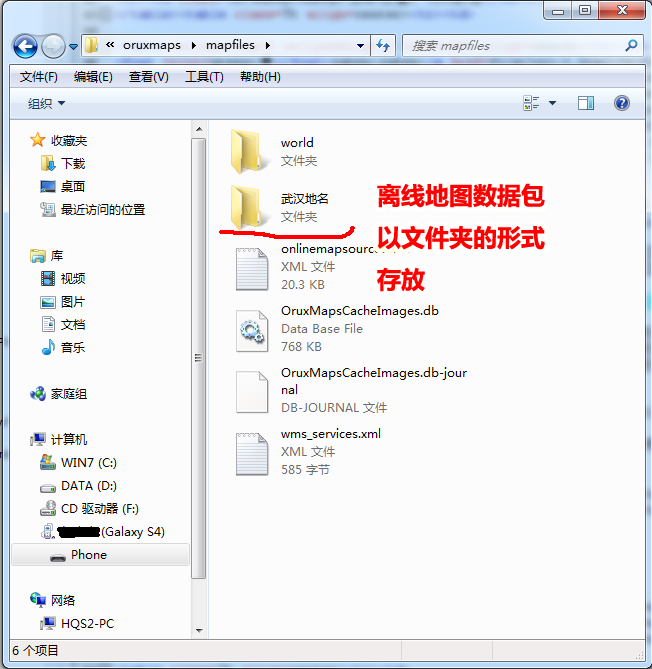 « oruxmaps ▸ mapfiles ▸
搜索 mapfiles
文件(F) 编辑(E) 查看(V) 工具(T) 帮助(H)
组织
收藏夹
下载
桌面
最近访问的位置
库
视频
图片
文档
音乐
家庭组
计算机
WIN7 (C:)
DATA (D:)
CD 驱动器 (F:)
(Galaxy S4)
Phone
网络
HQS2-PC
world
文件夹
武汉地名
文件夹
XML 文件
20.3 KB
OruxMapsCacheImages.db
Data Base File
768 KB
OruxMapsCacheImages.db-jour
nal
DB-JOURNAL 文件
wms_services.xml
XML 文件
585 字节
离线地图数据包
以文件夹的形式
存放
6 个项目